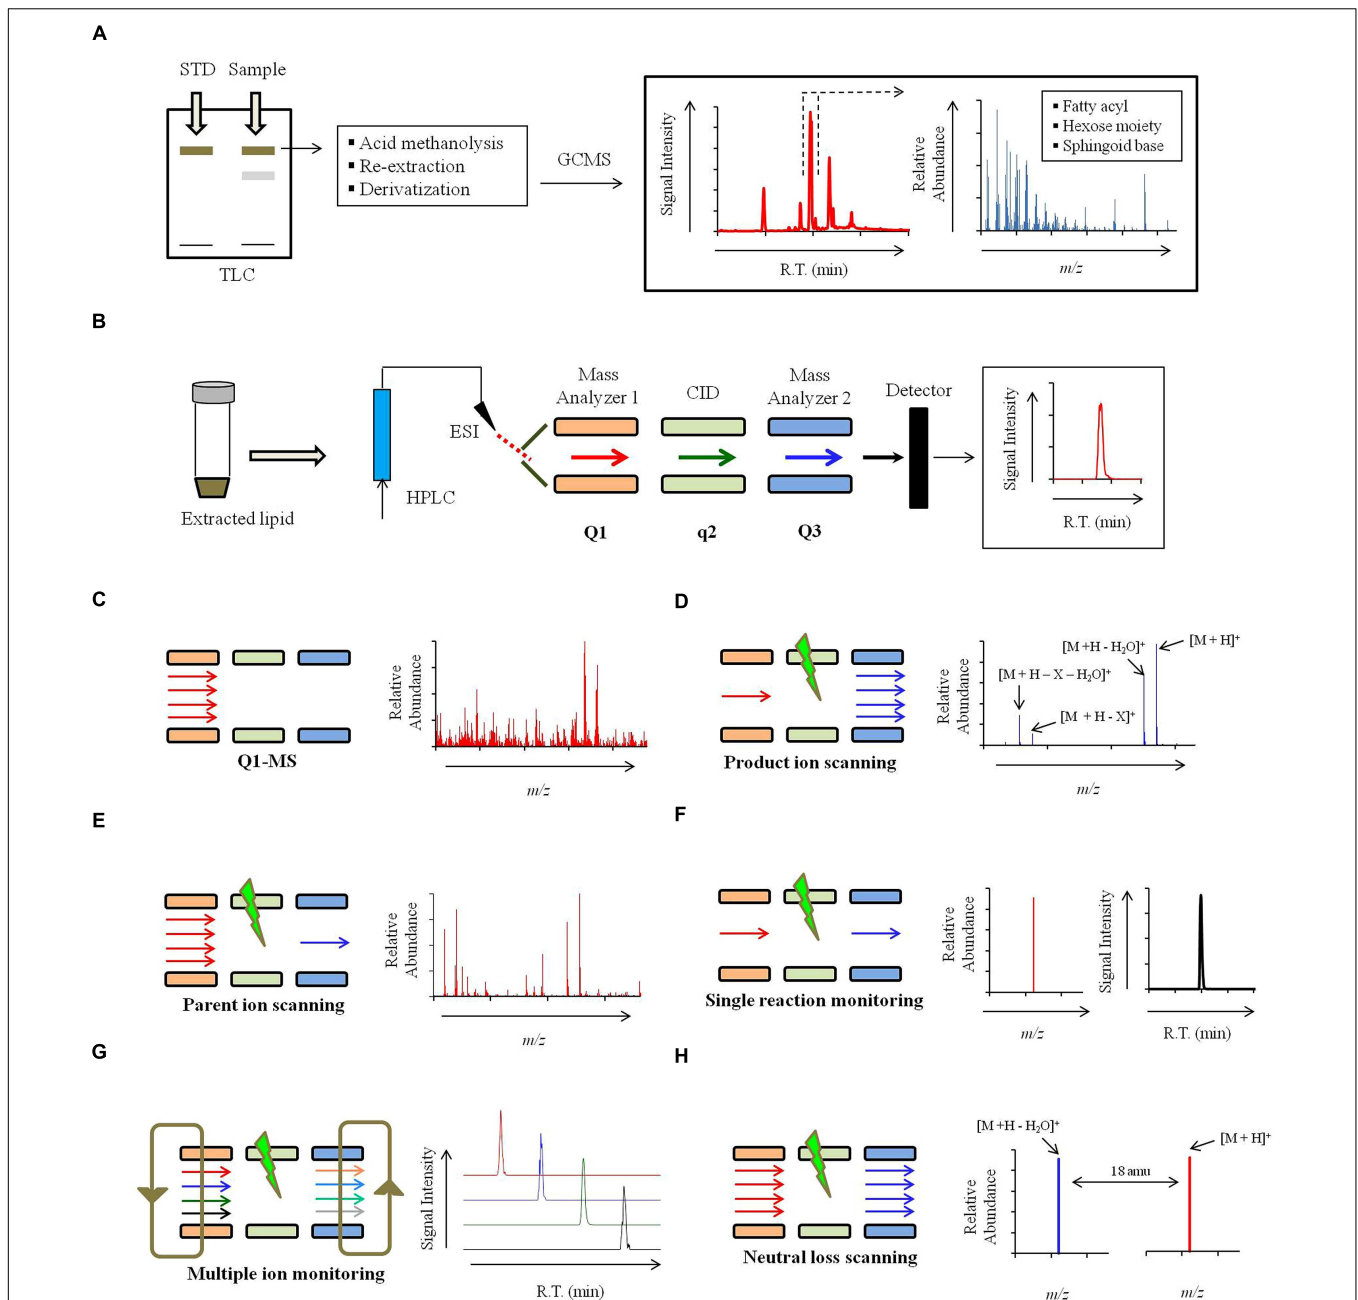 A
STD Sample
TLC
▪ Acid methanolysis
▪ Re-extraction
▪ Derivatization
GCMS
Signal Intensity
R.T. (min)
Relative
Abundance
▪ Fatty acyl
▪ Hexose moiety
▪ Sphingoid base
m/z
B
Extracted lipid
HPLC
ESI
Mass
Analyzer 1
CID
Mass
Analyzer 2
Detector
Q1
q2
Q3
Signal Intensity
R.T. (min)
C
Q1-MS
Relative
Abundance
m/z
D
Product ion scanning
Relative
Abundance
[M + H – X – H₂O]⁺
[M + H - X]⁺
[M +H - H₂O]⁺
[M + H]⁺
m/z
E
Parent ion scanning
Relative
Abundance
m/z
F
Single reaction monitoring
Relative
Abundance
m/z
Signal Intensity
R.T. (min)
G
Multiple ion monitoring
Signal Intensity
R.T. (min)
H
Neutral loss scanning
Relative
Abundance
[M +H - H₂O]⁺
18 amu
[M + H]⁺
m/z
m/z